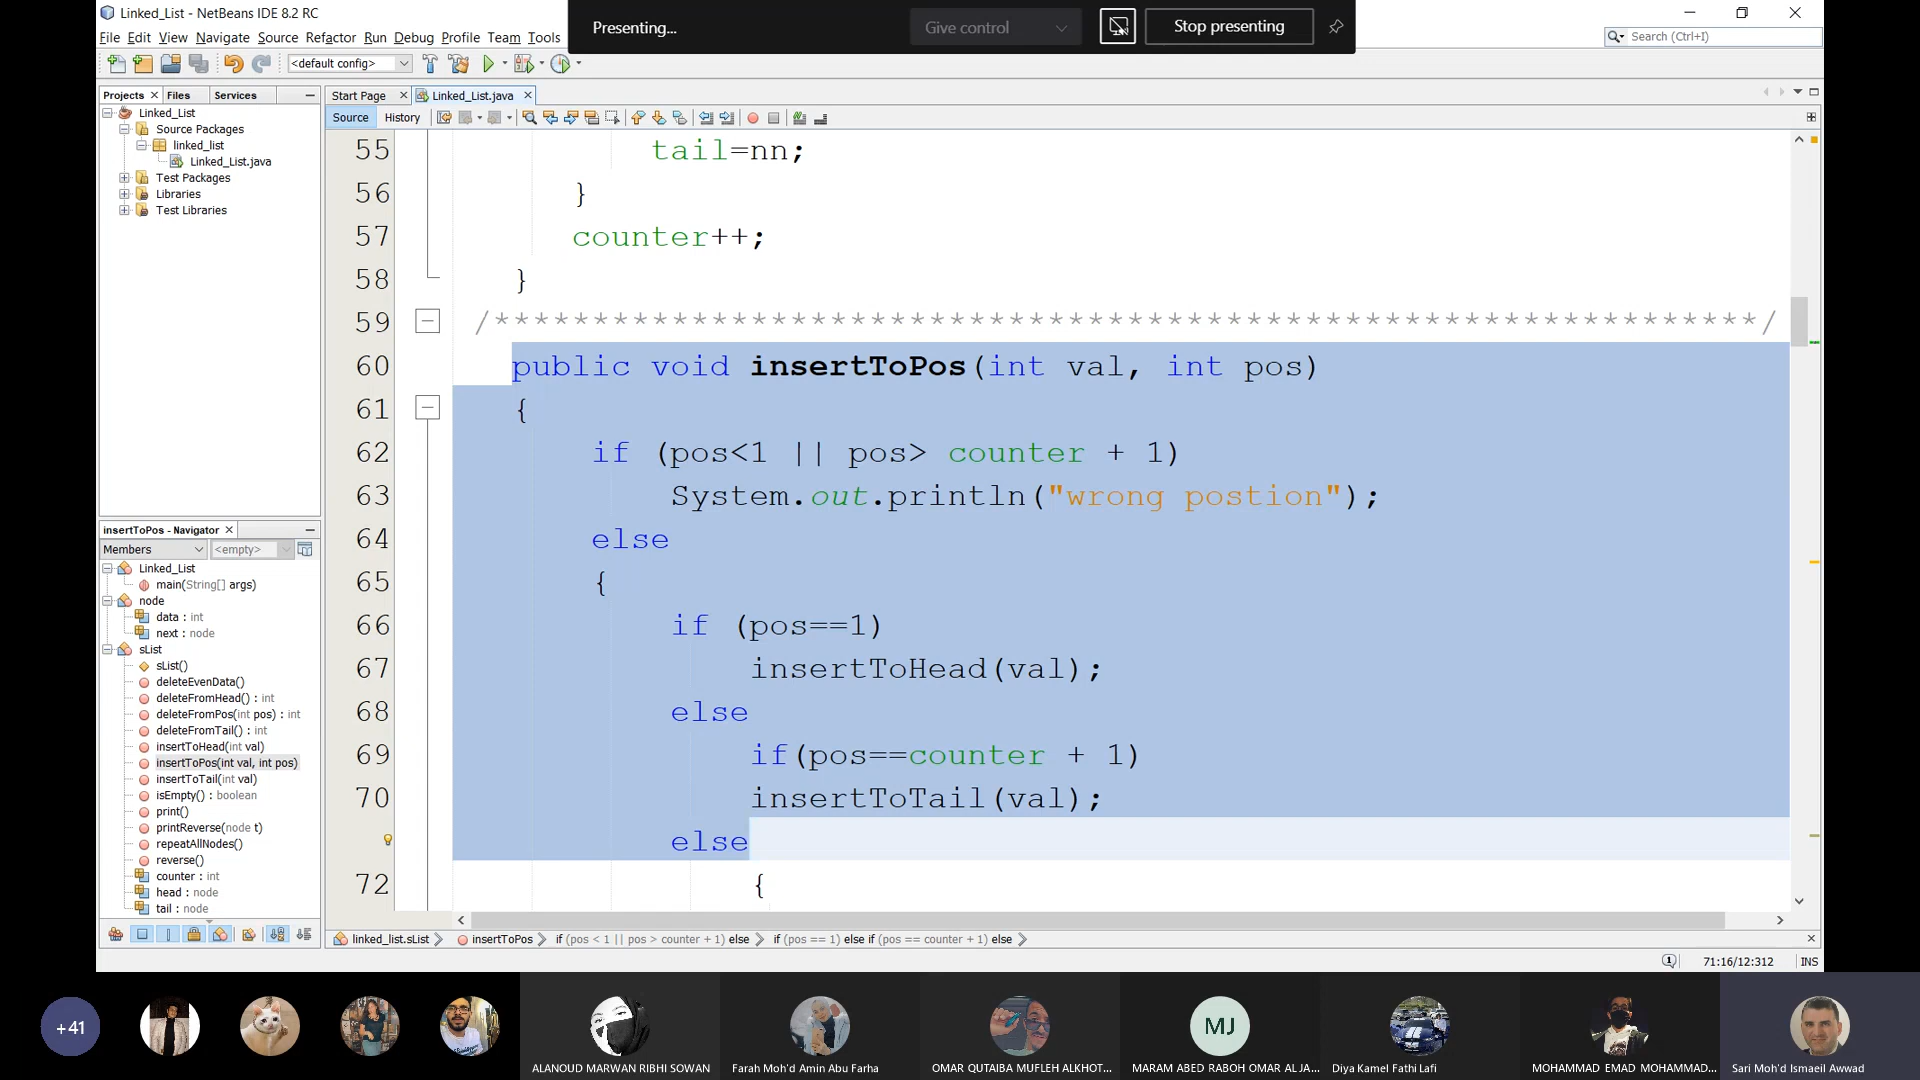 Linked_List - NetBeans IDE 8.2 RC
Presenting...
Give control
Stop presenting
File Edit View Navigate Source Refactor Run Debug Profile Team Tools
Search (Ctrl+I)
<default config>
Projects
Files
Services
Start Page
Linked_List.java
Source
History
Linked_List
Source Packages
linked_list
Linked_List.java
Test Packages
Libraries
Test Libraries
55 tail=nn;
56 }
57 counter++;
58 }
59 /****************************************************************/
60 public void insertToPos(int val, int pos)
61 {
62 if (pos<1 || pos> counter + 1)
63 System.out.println("wrong postion");
64 else
65 {
66 if (pos==1)
67 insertToHead(val);
68 else
69 if(pos==counter + 1)
70 insertToTail(val);
else
72 {
insertToPos - Navigator
Members
<empty>
Linked_List
main(String[] args)
node
data : int
next : node
sList
sList()
deleteEvenData()
deleteFromHead() : int
deleteFromPos(int pos) : int
deleteFromTail() : int
insertToHead(int val)
insertToPos(int val, int pos)
insertToTail(int val)
isEmpty() : boolean
print()
printReverse(node t)
repeatAllNodes()
reverse()
counter : int
head : node
tail : node
linked_list.sList
insertToPos
if (pos < 1 || pos > counter + 1) else
if (pos == 1) else if (pos == counter + 1) else
71:16/12:312
INS
+41
MJ
ALANOUD MARWAN RIBHI SOWAN
Farah Moh'd Amin Abu Farha
OMAR QUTAIBA MUFLEH ALKHOT...
MARAM ABED RABOH OMAR AL JA...
Diya Kamel Fathi Lafi
MOHAMMAD EMAD MOHAMMAD...
Sari Moh'd Ismaeil Awwad